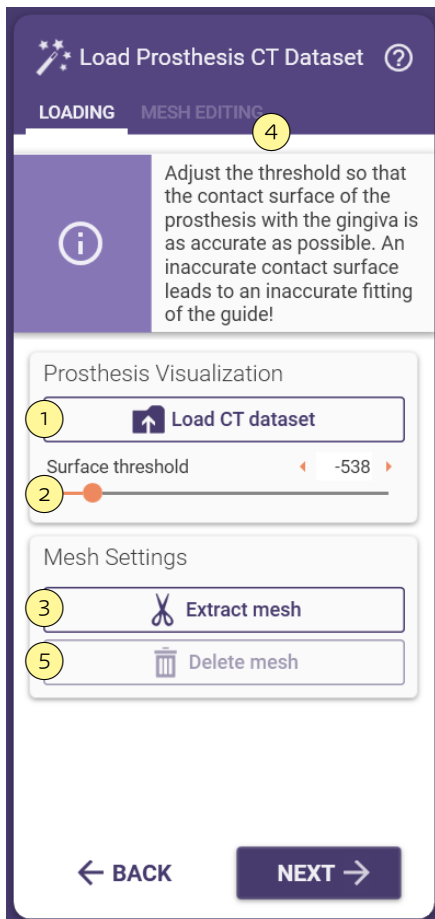 Load Prosthesis CT Dataset ?
LOADING MESH EDITING
4
Adjust the threshold so that
the contact surface of the
prosthesis with the gingiva is
as accurate as possible. An
inaccurate contact surface
leads to an inaccurate fitting
of the guide!
Prosthesis Visualization
1 Load CT dataset
Surface threshold -538
2
Mesh Settings
3 Extract mesh
5 Delete mesh
BACK NEXT